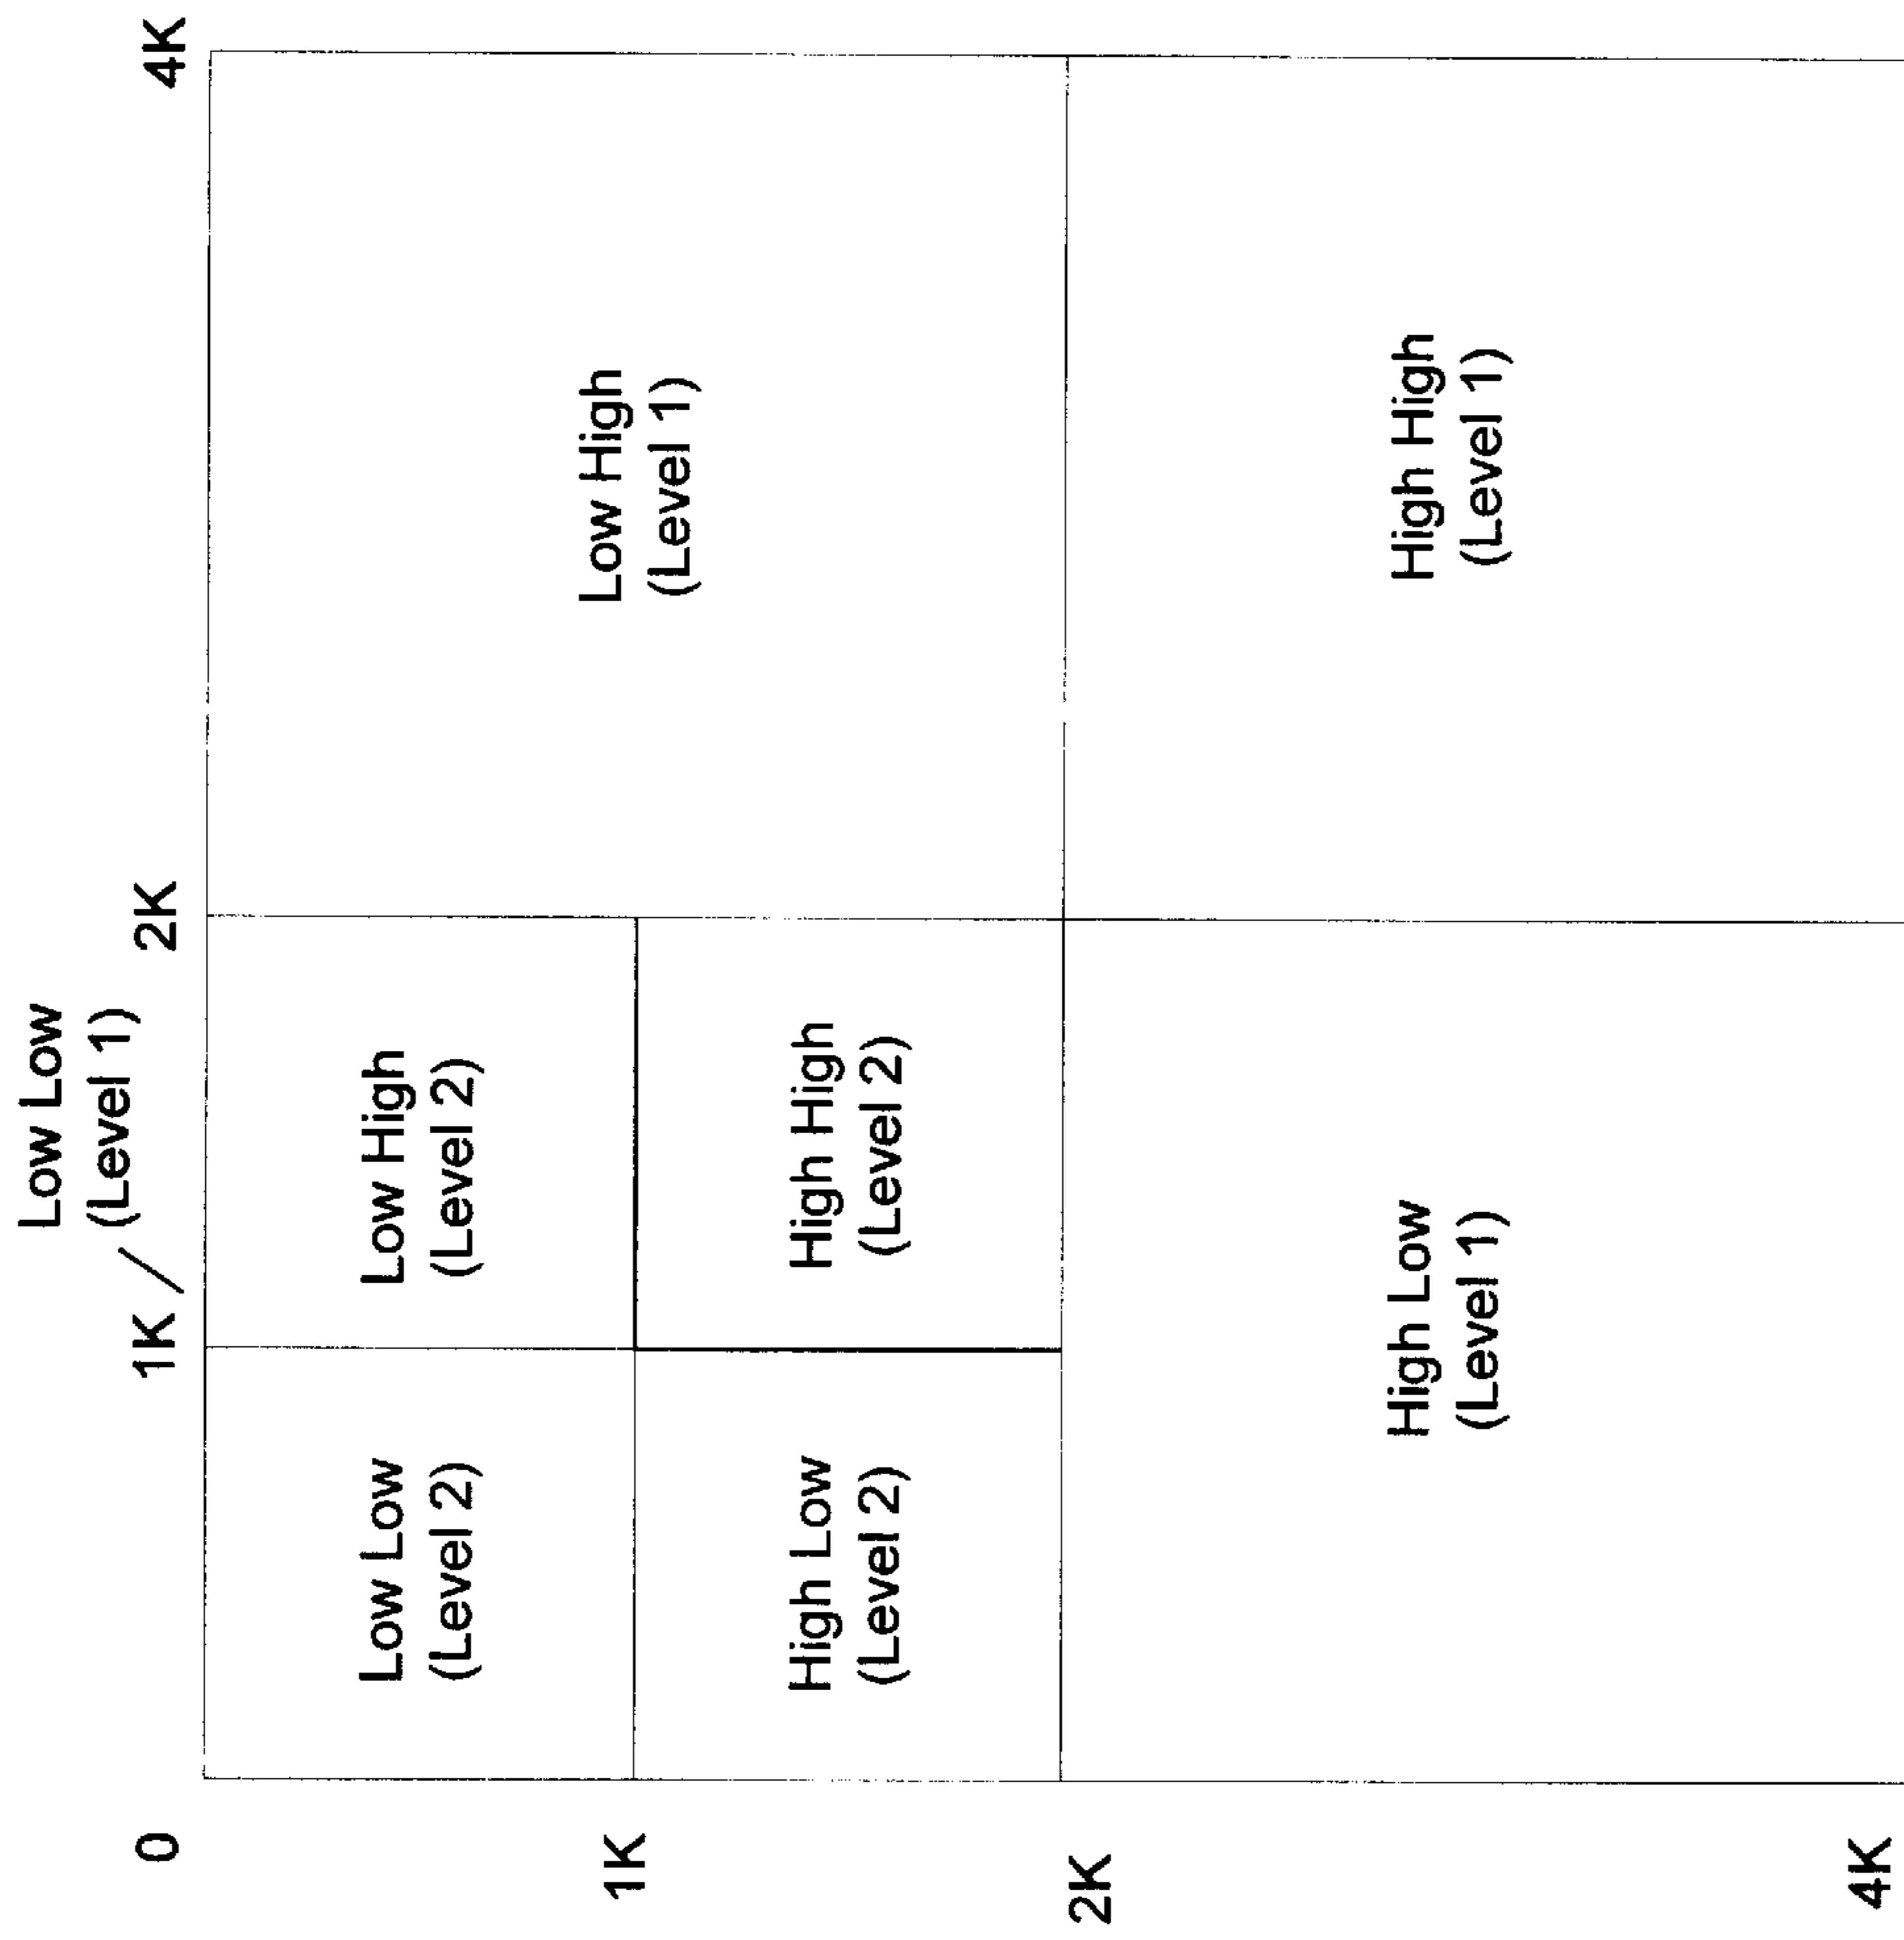 Low Low
(Level 1)
0
1K
2K
4K
Low Low
(Level 2)
Low High
(Level 2)
Low High
(Level 1)
1K
High Low
(Level 2)
High High
(Level 2)
2K
High Low
(Level 1)
High High
(Level 1)
4K